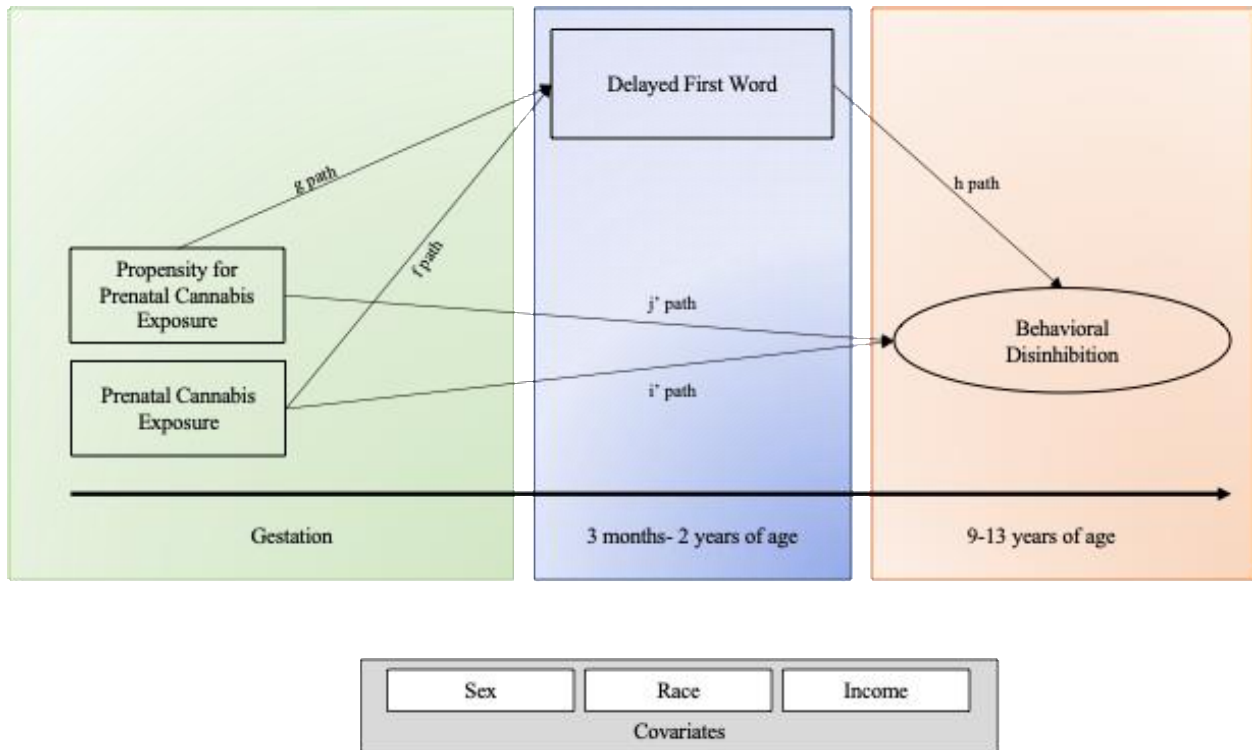 Delayed First Word
g path
h path
f path
Propensity for
Prenatal Cannabis
Exposure
j’ path
Behavioral
Disinhibition
Prenatal Cannabis
Exposure
i’ path
Gestation
3 months- 2 years of age
9-13 years of age
Sex
Race
Income
Covariates